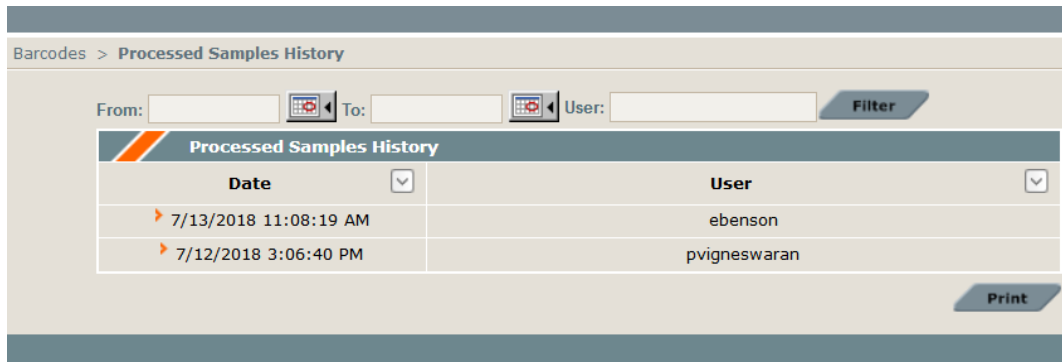 Barcodes > Processed Samples History
From: To: User: Filter
Processed Samples History
Date User
7/13/2018 11:08:19 AM ebenson
7/12/2018 3:06:40 PM pvigneswaran
Print